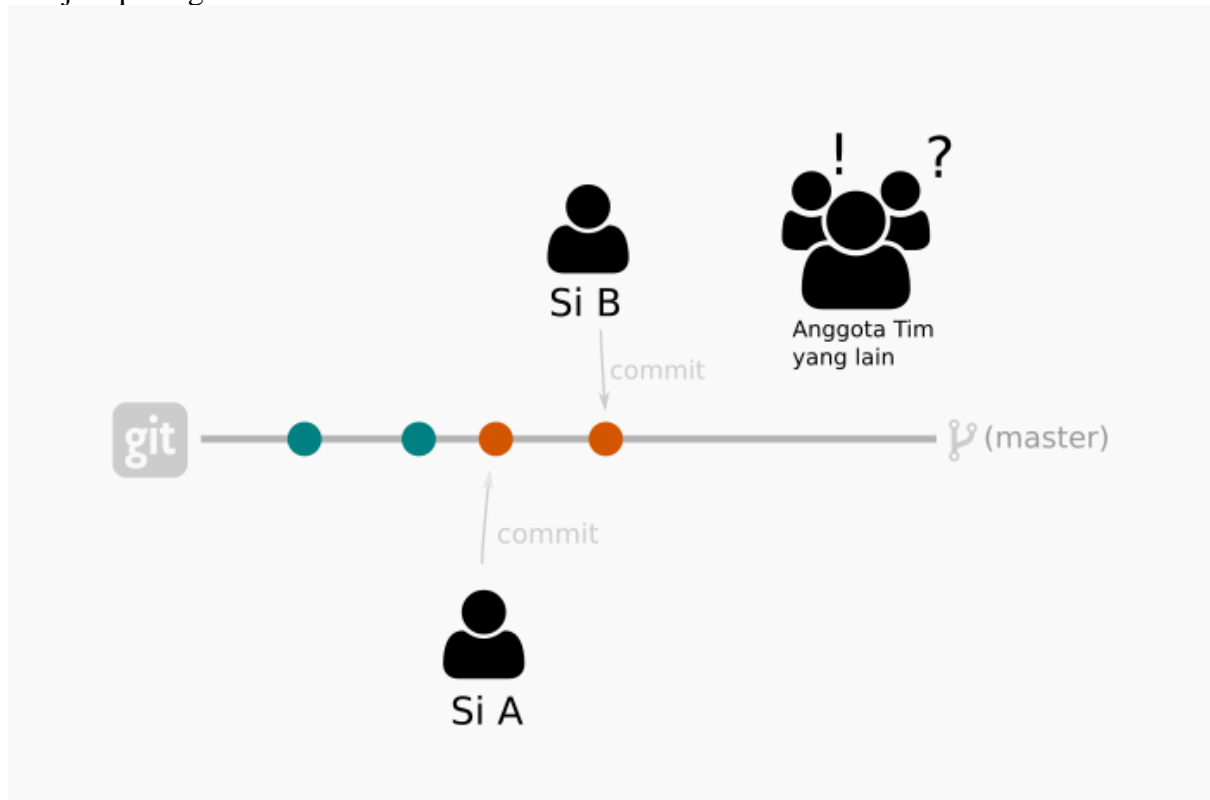 ! ?
Si B
Anggota Tim
yang lain
commit
git
(master)
commit
Si A